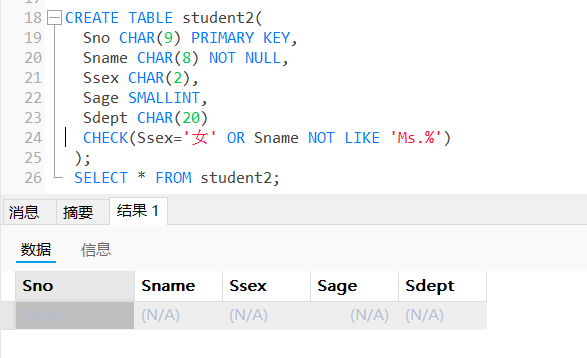 18 CREATE TABLE student2(
19 Sno CHAR(9) PRIMARY KEY,
20 Sname CHAR(8) NOT NULL,
21 Ssex CHAR(2),
22 Sage SMALLINT,
23 Sdept CHAR(20)
24 CHECK(Ssex='女' OR Sname NOT LIKE 'Ms.%')
25 );
26 SELECT * FROM student2;
消息 摘要 结果 1
数据 信息
Sno Sname Ssex Sage Sdept
(N/A) (N/A) (N/A) (N/A) (N/A)